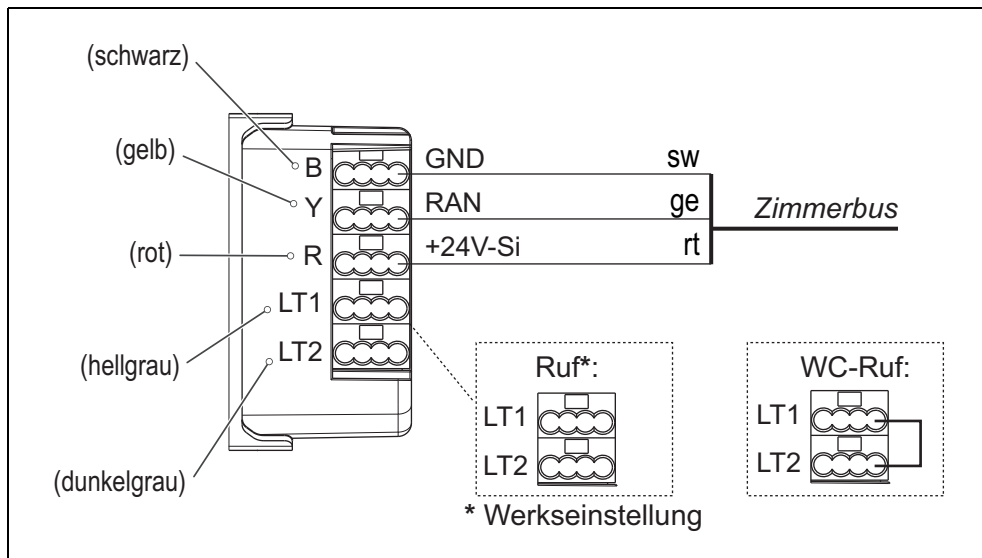 (schwarz)
(gelb)
B
GND
sw
Y
RAN
ge
Zimmerbus
(rot)
R
+24V-Si
rt
LT1
(hellgrau)
LT2
(dunkelgrau)
Ruf*:
LT1
LT2
* Werkseinstellung
WC-Ruf:
LT1
LT2